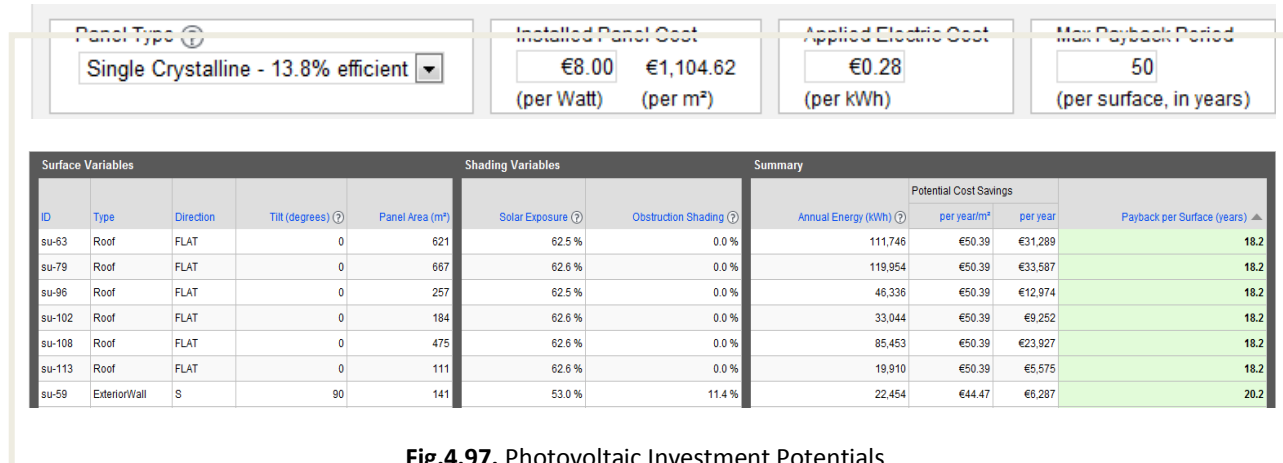 Panel Type ? Installed Panel Cost Applied Electric Cost Max Payback Period
Single Crystalline - 13.8% efficient €8.00 €1,104.62 €0.28 50
(per Watt) (per m²) (per kWh) (per surface, in years)
Surface Variables Shading Variables Summary
Potential Cost Savings
ID Type Direction Tilt (degrees) ? Panel Area (m²) Solar Exposure ? Obstruction Shading ? Annual Energy (kWh) ? per year/m² per year Payback per Surface (years)
su-63 Roof FLAT 0 621 62.5 % 0.0 % 111,746 €50.39 €31,289 18.2
su-79 Roof FLAT 0 667 62.6 % 0.0 % 119,954 €50.39 €33,587 18.2
su-96 Roof FLAT 0 257 62.5 % 0.0 % 46,336 €50.39 €12,974 18.2
su-102 Roof FLAT 0 184 62.6 % 0.0 % 33,044 €50.39 €9,252 18.2
su-108 Roof FLAT 0 475 62.6 % 0.0 % 85,453 €50.39 €23,927 18.2
su-113 Roof FLAT 0 111 62.6 % 0.0 % 19,910 €50.39 €5,575 18.2
su-59 ExteriorWall S 90 141 53.0 % 11.4 % 22,454 €44.47 €6,287 20.2
Fig.4.97. Photovoltaic Investment Potentials